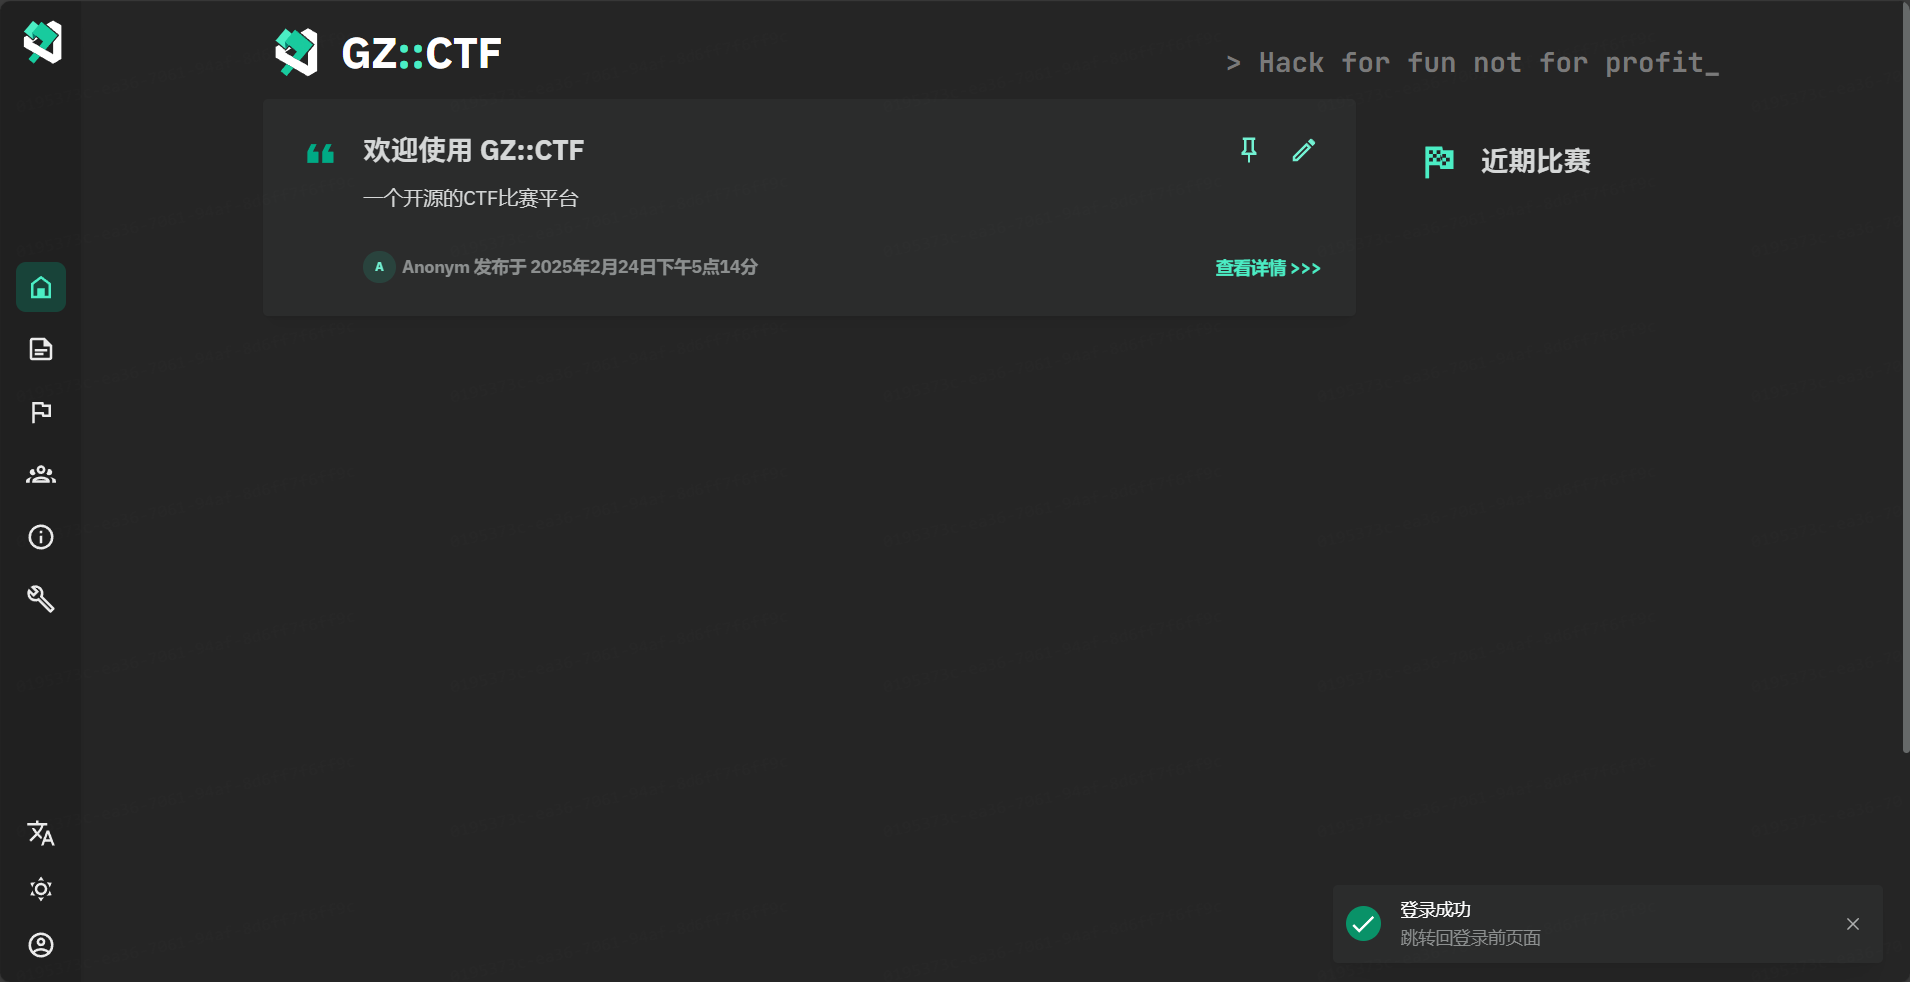 GZ::CTF
> Hack for fun not for profit_
欢迎使用 GZ::CTF
一个开源的CTF比赛平台
A Anonym 发布于 2025年2月24日下午5点14分
查看详情 >>>
近期比赛
登录成功
跳转回登录前页面